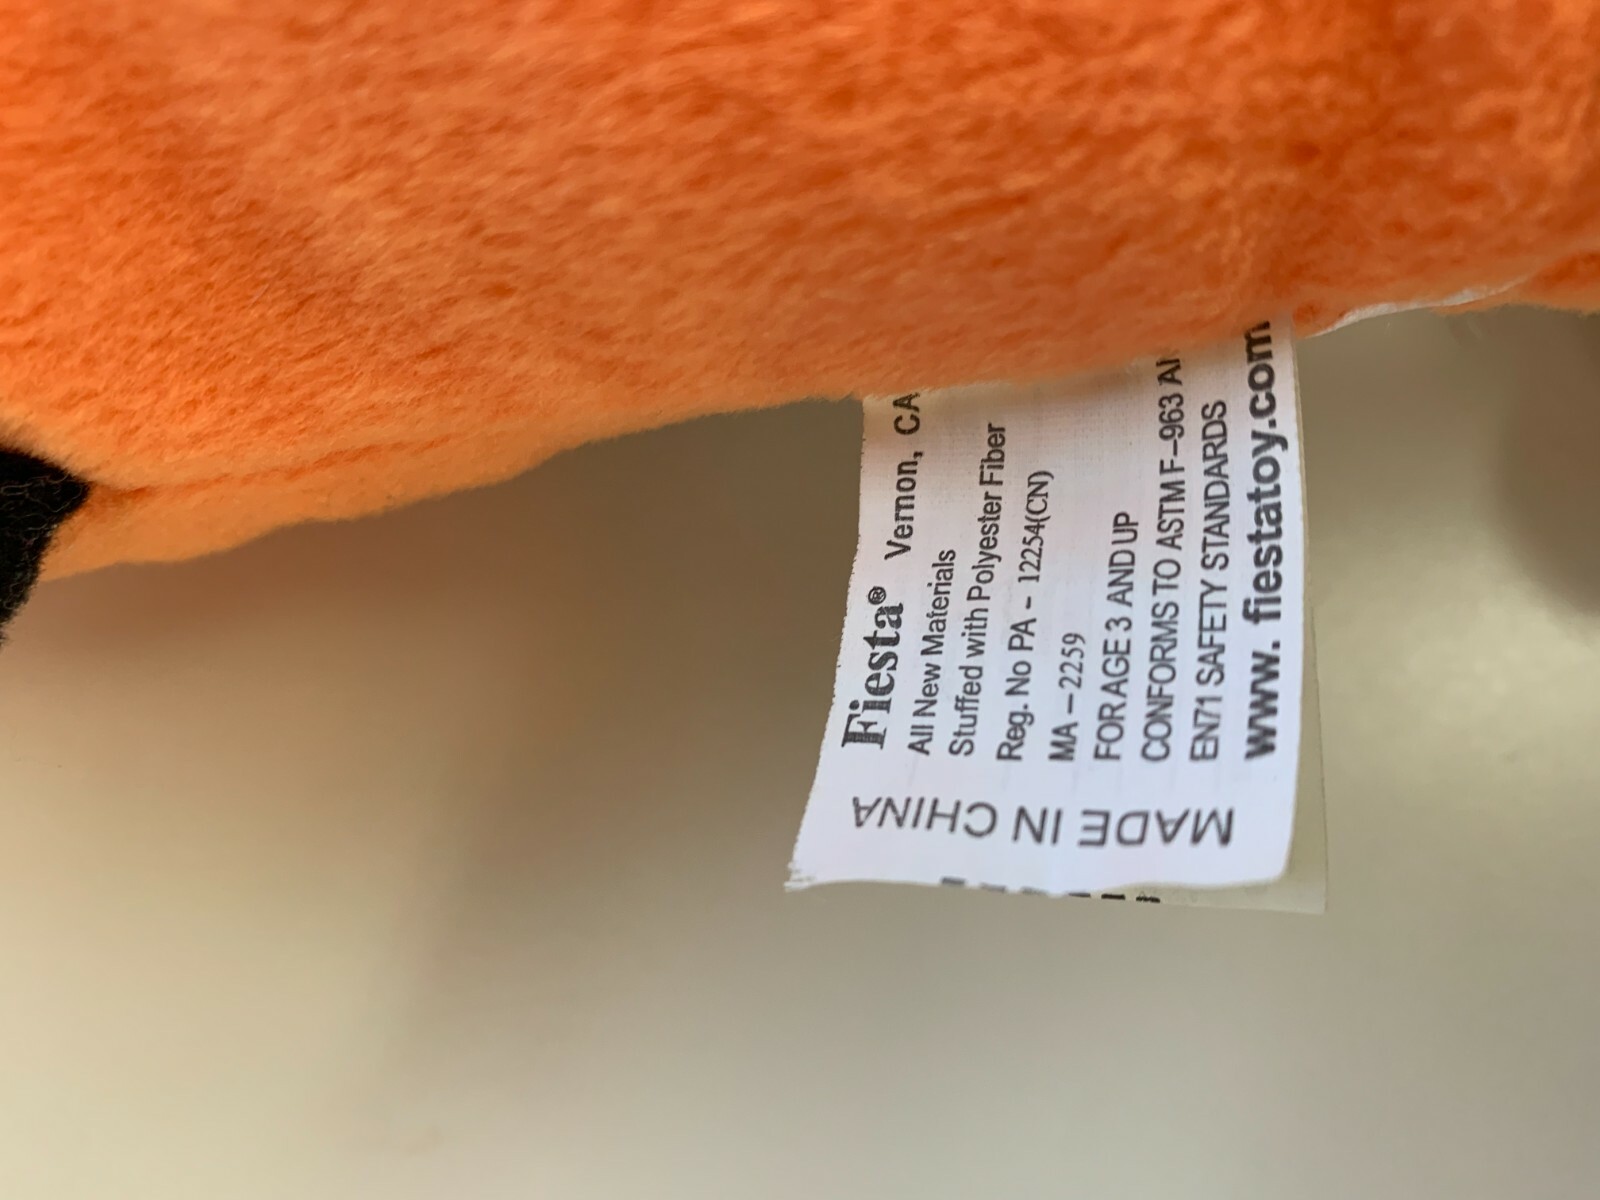 Fiesta® Vernon, CA
All New Materials
Stuffed with Polyester Fiber
Reg. No PA - 12254(CN)
MA - 2259
FOR AGE 3 AND UP
CONFORMS TO ASTM F-963
EN71 SAFETY STANDARDS
www. fiestatoy.com
MADE IN CHINA